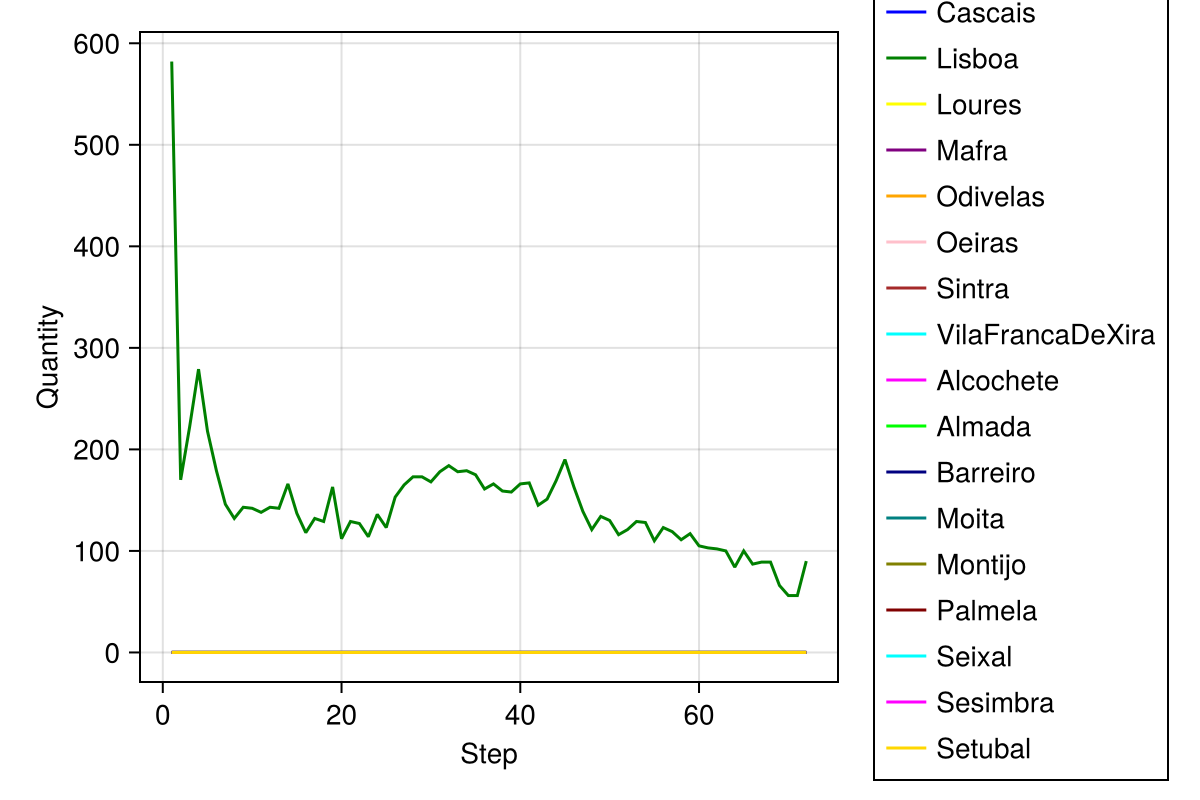 600
500
400
300
200
100
0
Quantity
0 20 40 60
Step
Cascais
Lisboa
Loures
Mafra
Odivelas
Oeiras
Sintra
VilaFrancaDeXira
Alcochete
Almada
Barreiro
Moita
Montijo
Palmela
Seixal
Sesimbra
Setubal